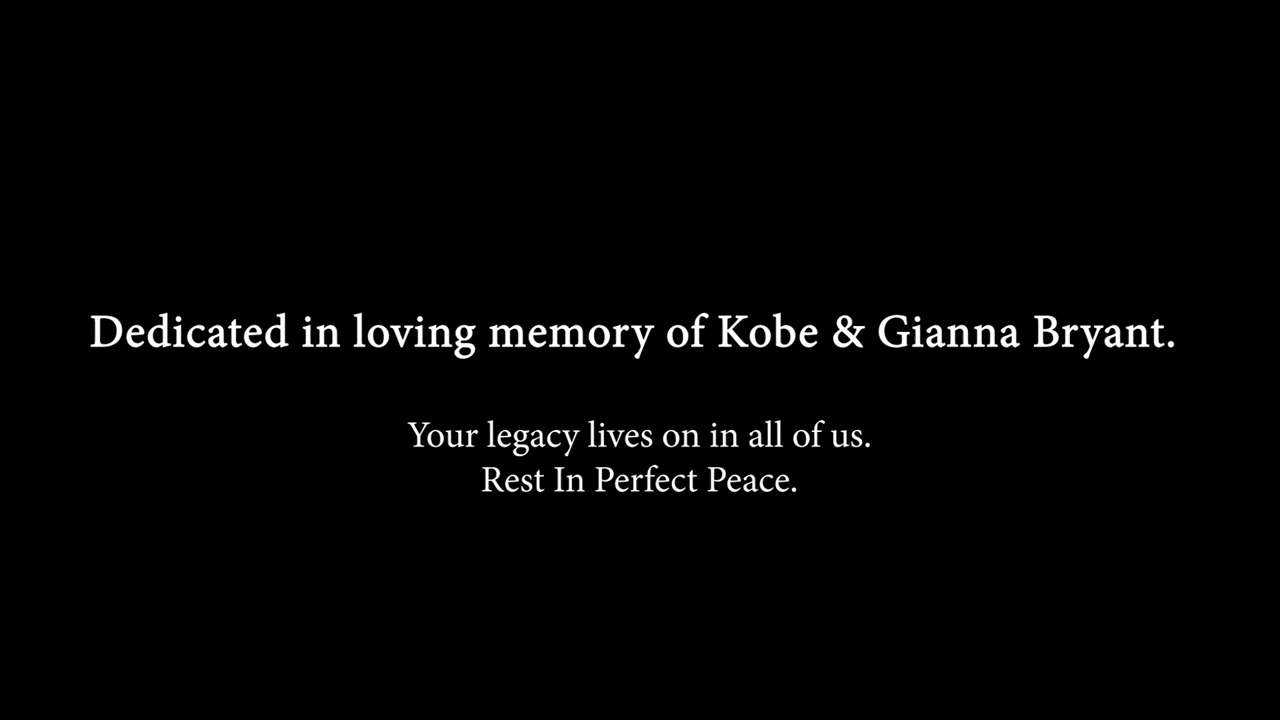 Dedicated in loving memory of Kobe & Gianna Bryant.
Your legacy lives on in all of us.
Rest In Perfect Peace.